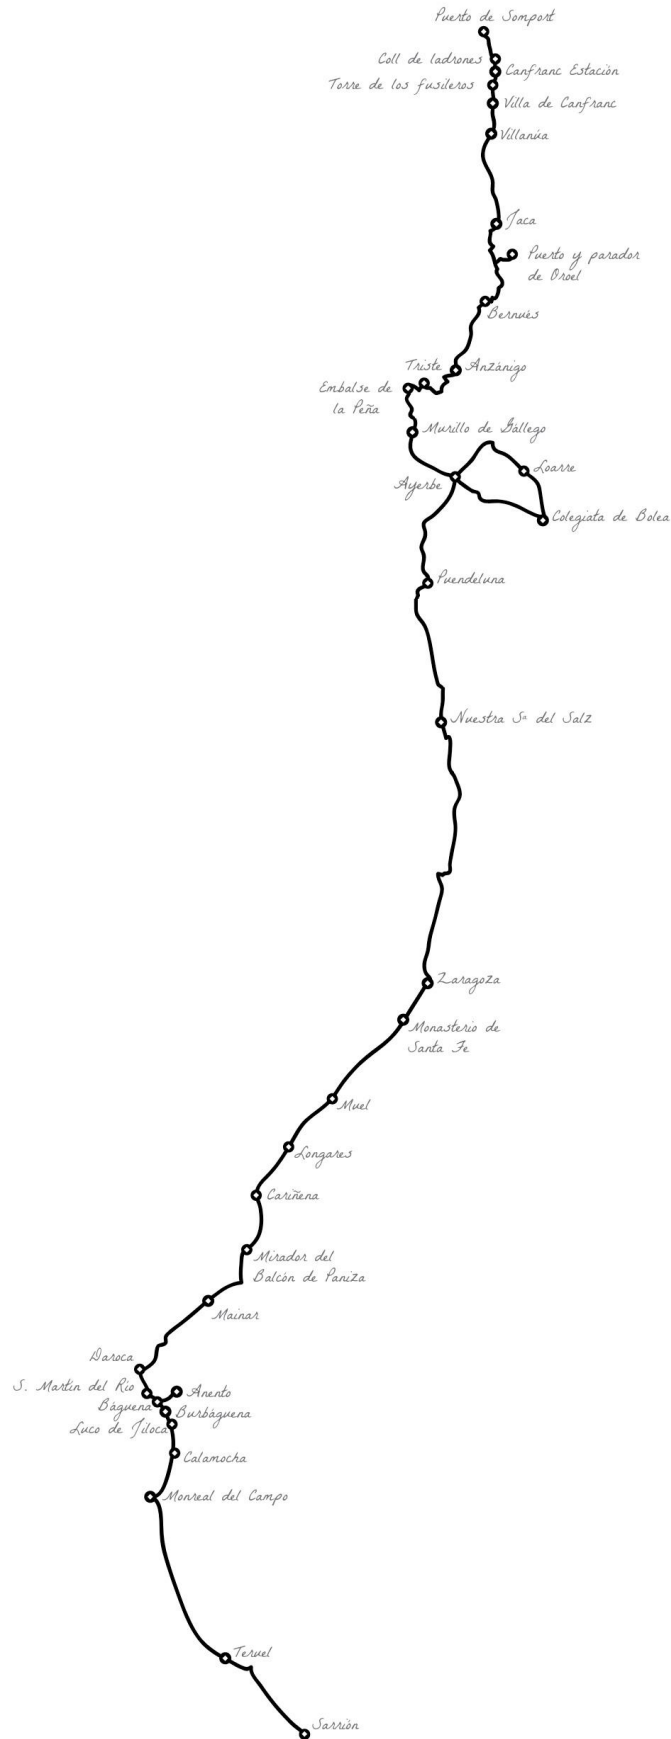 Puerto de Somport
Coll de ladrones
Canfranc Estación
Torre de los fusileros
Villa de Canfranc
Villanúa
Jaca
Puerto y parador
de Oroel
Bernués
Triste
Anzánigo
Embalse de
la Peña
Murillo de Gállego
Loarre
Ayerbe
Colegiata de Bolea
Puendeluna
Nuestra Sª del Salz
Zaragoza
Monasterio de
Santa Fe
Muel
Longares
Cariñena
Mirador del
Balcón de Paniza
Mainar
Daroca
S. Martín del Río
Anento
Báguena
Burbáguena
Luco de Jiloca
Calamocha
Monreal del Campo
Teruel
Sarrión